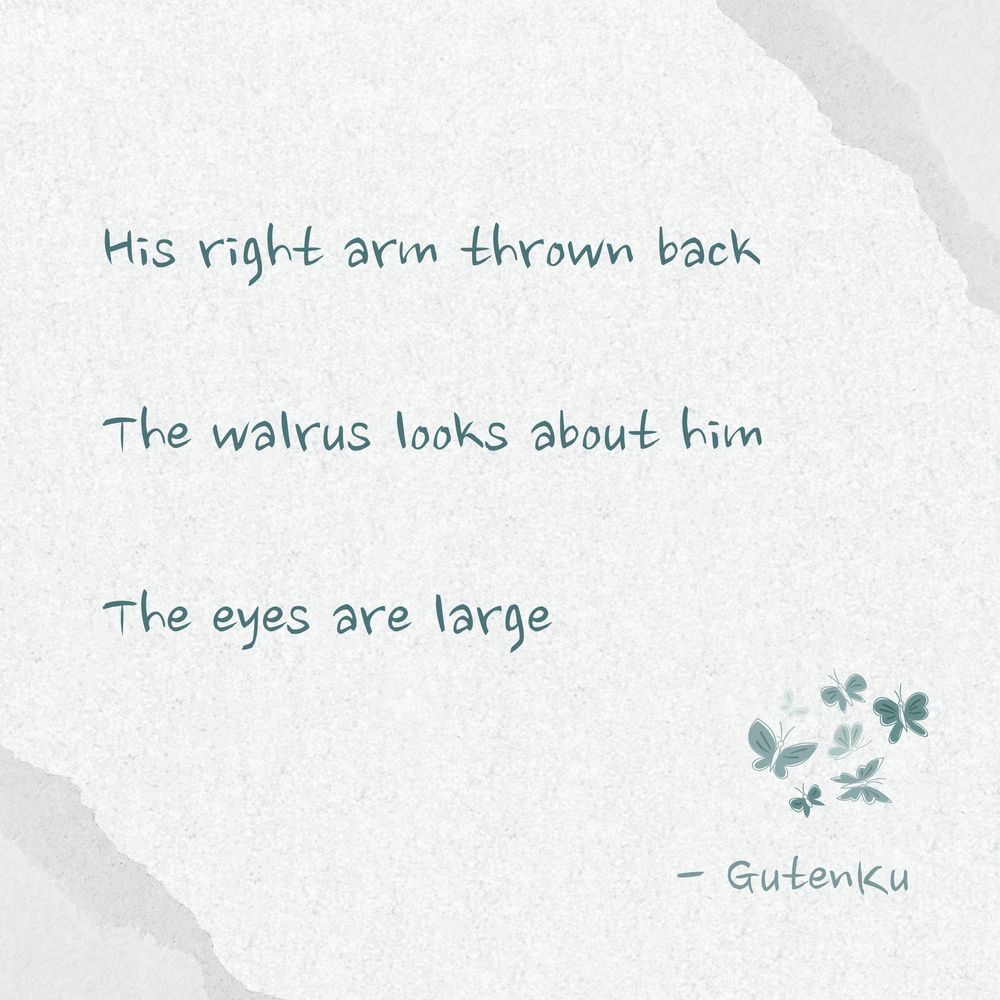 His right arm thrown back
The walrus looks about him
The eyes are large
- GutenKu